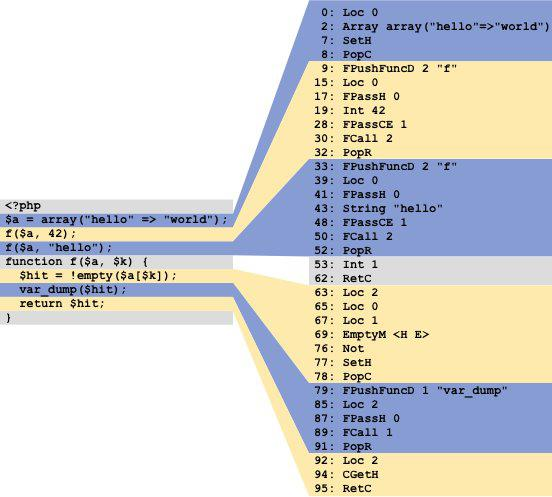 <?php
$a = array("hello" => "world");
f($a, 42);
f($a, "hello");
function f($a, $k) {
$hit = !empty($a[$k]);
var_dump($hit);
return $hit;
}
0: Loc 0
2: Array array("hello"=>"world")
7: SetH
8: PopC
9: FPushFuncD 2 "f"
15: Loc 0
17: FPassH 0
19: Int 42
28: FPassCE 1
30: FCall 2
32: PopR
33: FPushFuncD 2 "f"
39: Loc 0
41: FPassH 0
43: String "hello"
48: FPassCE 1
50: FCall 2
52: PopR
53: Int 1
62: RetC
63: Loc 2
65: Loc 0
67: Loc 1
69: EmptyM <H E>
76: Not
77: SetH
78: PopC
79: FPushFuncD 1 "var_dump"
85: Loc 2
87: FPassH 0
89: FCall 1
91: PopR
92: Loc 2
94: CGetH
95: RetC